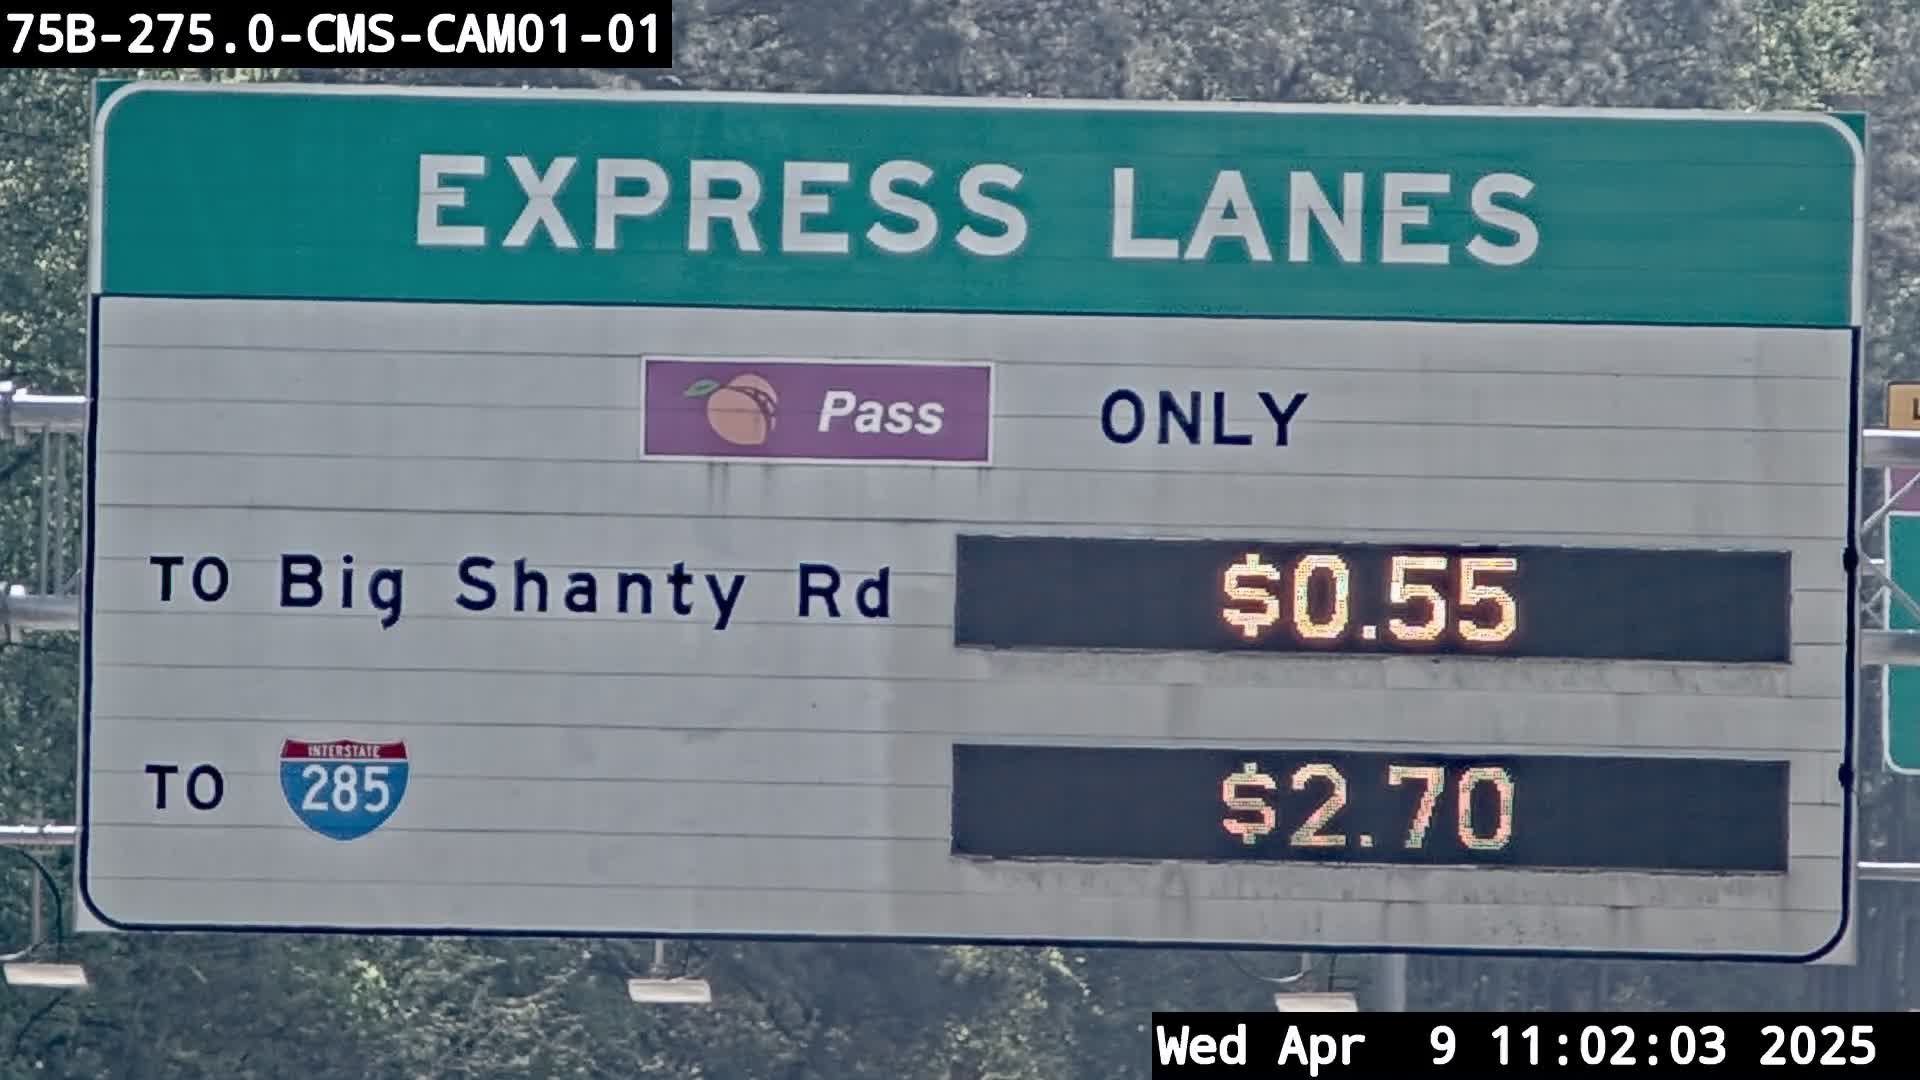 75B-275.0-CMS-CAM01-01
EXPRESS LANES
Pass ONLY
TO Big Shanty Rd $0.55
TO INTERSTATE 285 $2.70
Wed Apr 9 11:02:03 2025